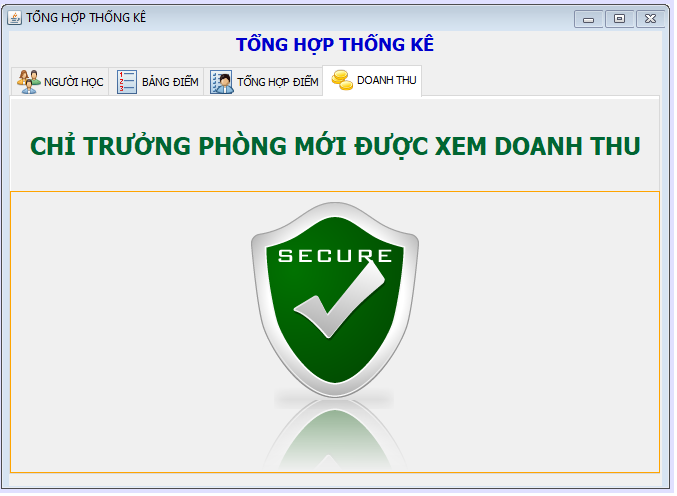 TỔNG HỢP THỐNG KÊ
TỔNG HỢP THỐNG KÊ
NGƯỜI HỌC
BẢNG ĐIỂM
TỔNG HỢP ĐIỂM
DOANH THU
CHỈ TRƯỞNG PHÒNG MỚI ĐƯỢC XEM DOANH THU
SECURE